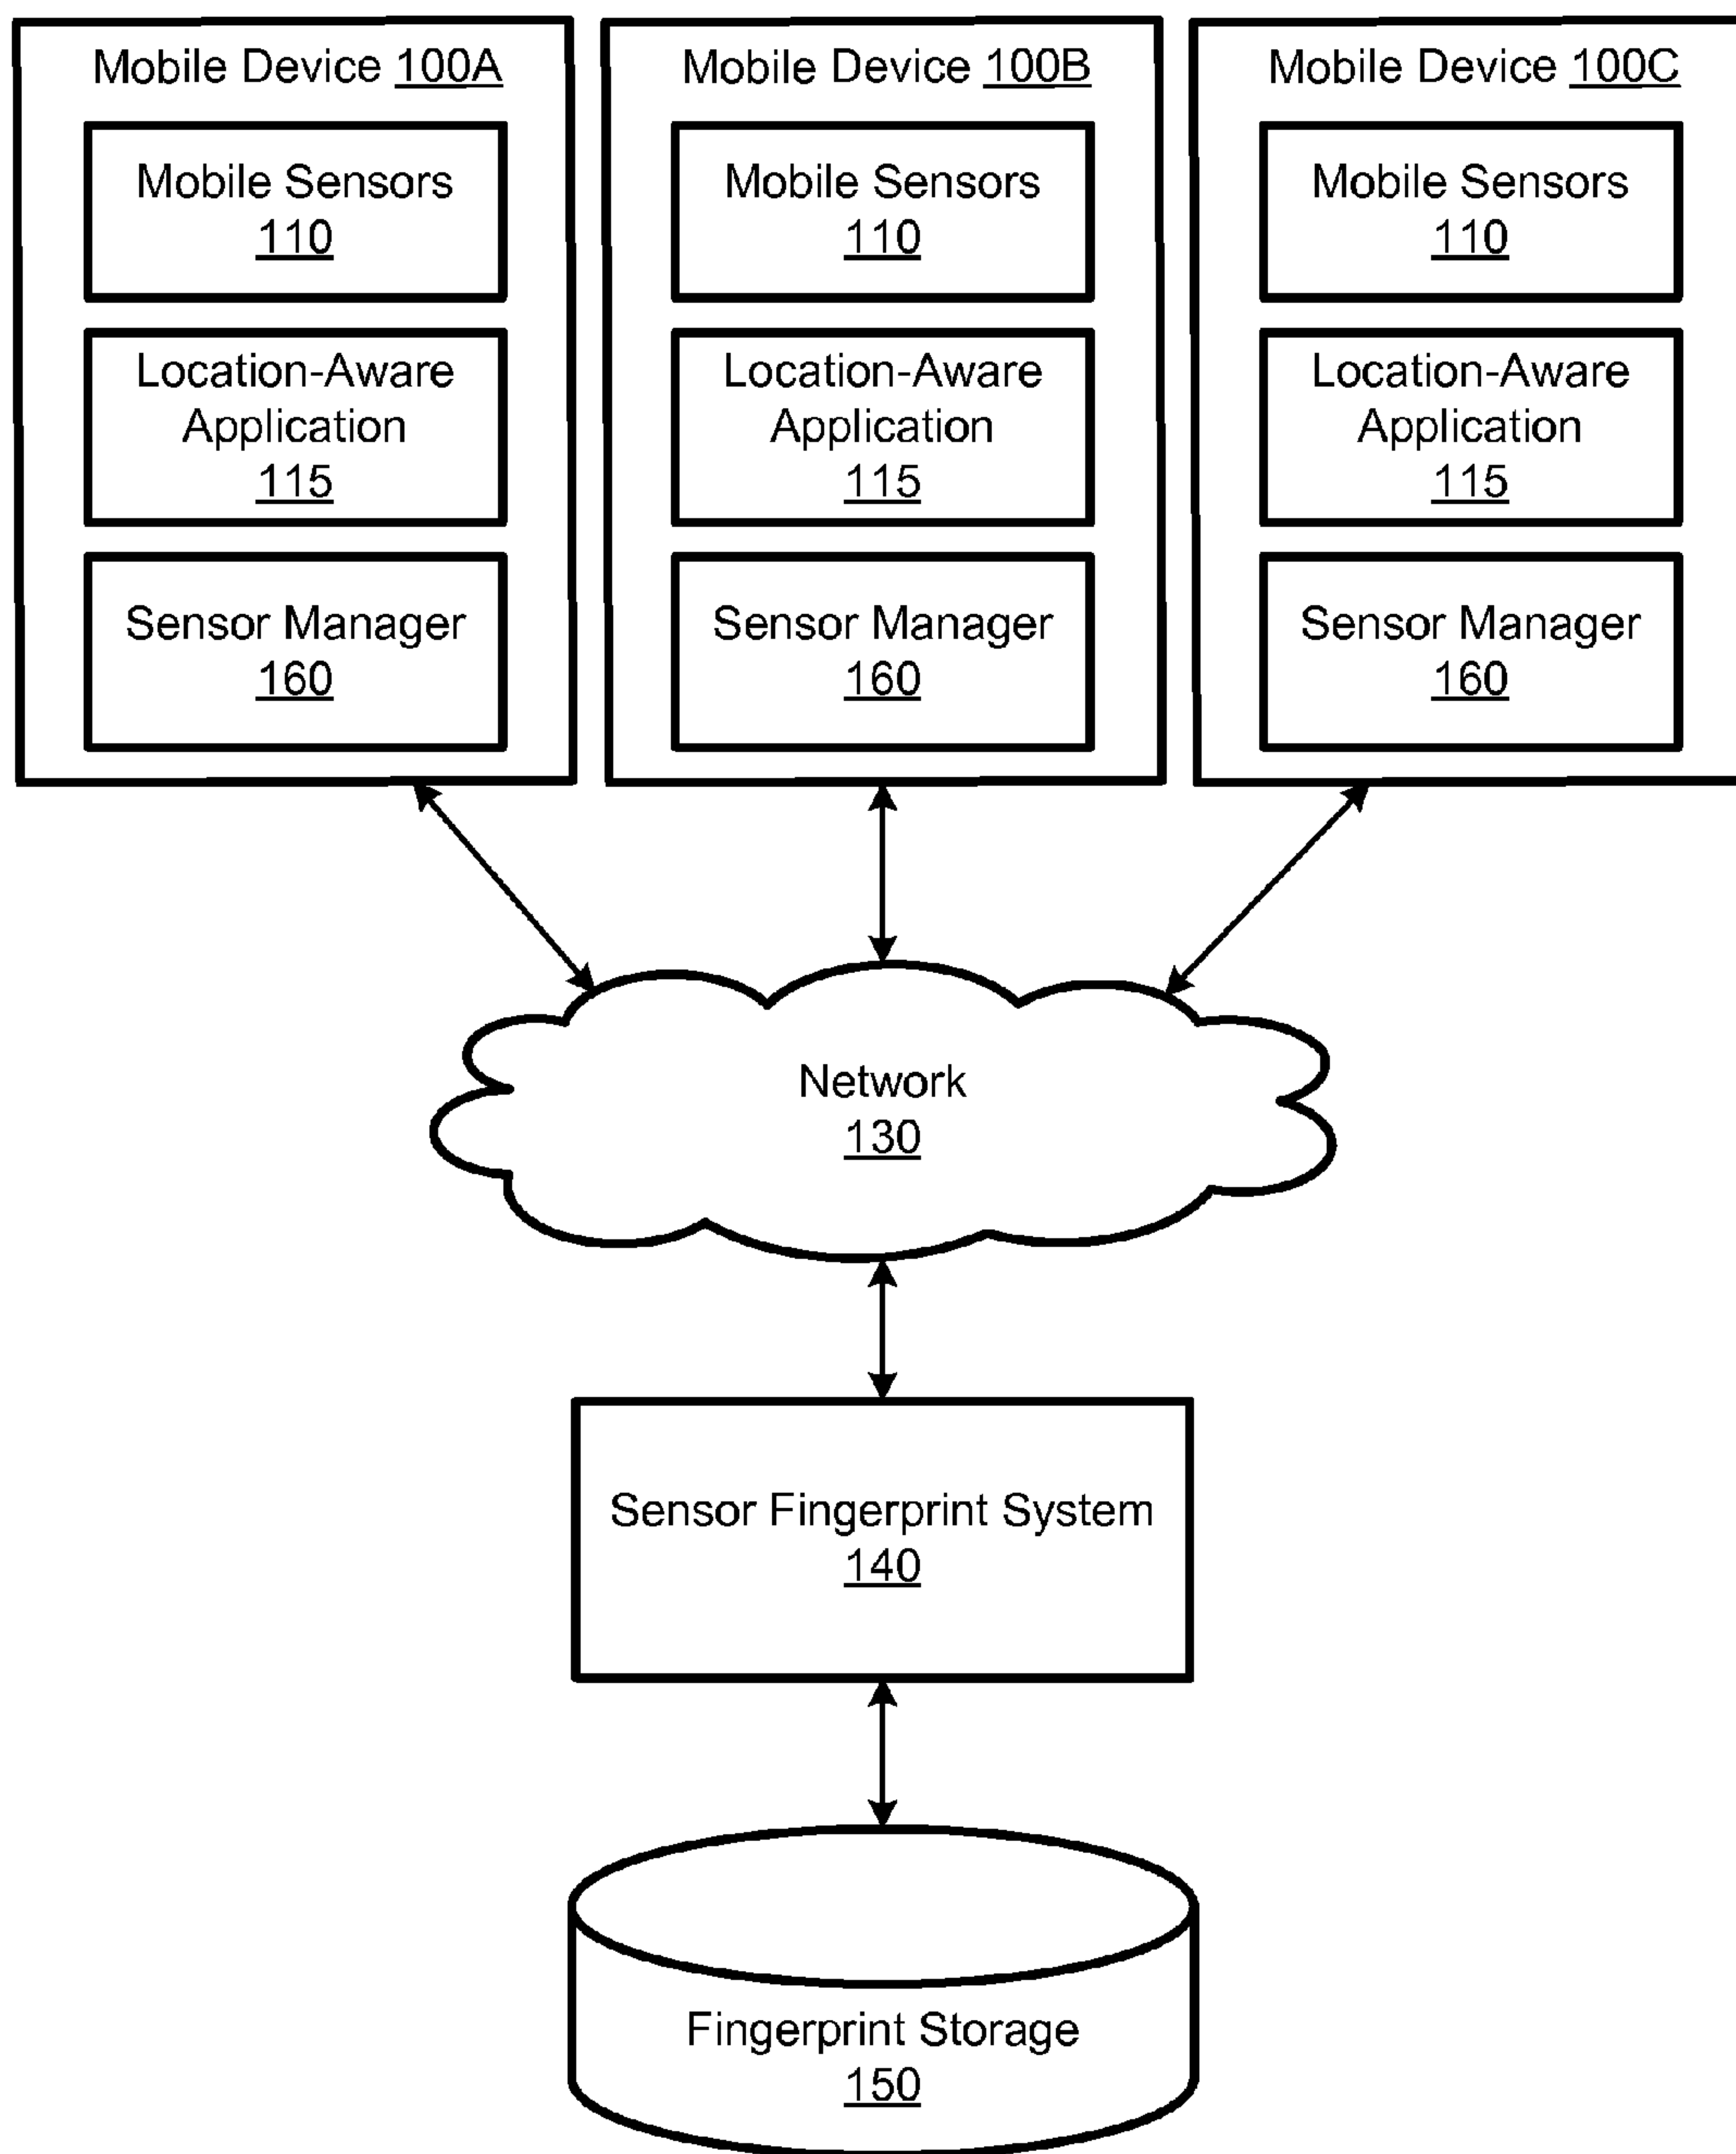 Mobile Device 100A
Mobile Sensors
110
Location-Aware
Application
115
Sensor Manager
160
Mobile Device 100B
Mobile Sensors
110
Location-Aware
Application
115
Sensor Manager
160
Mobile Device 100C
Mobile Sensors
110
Location-Aware
Application
115
Sensor Manager
160
Network
130
Sensor Fingerprint System
140
Fingerprint Storage
150